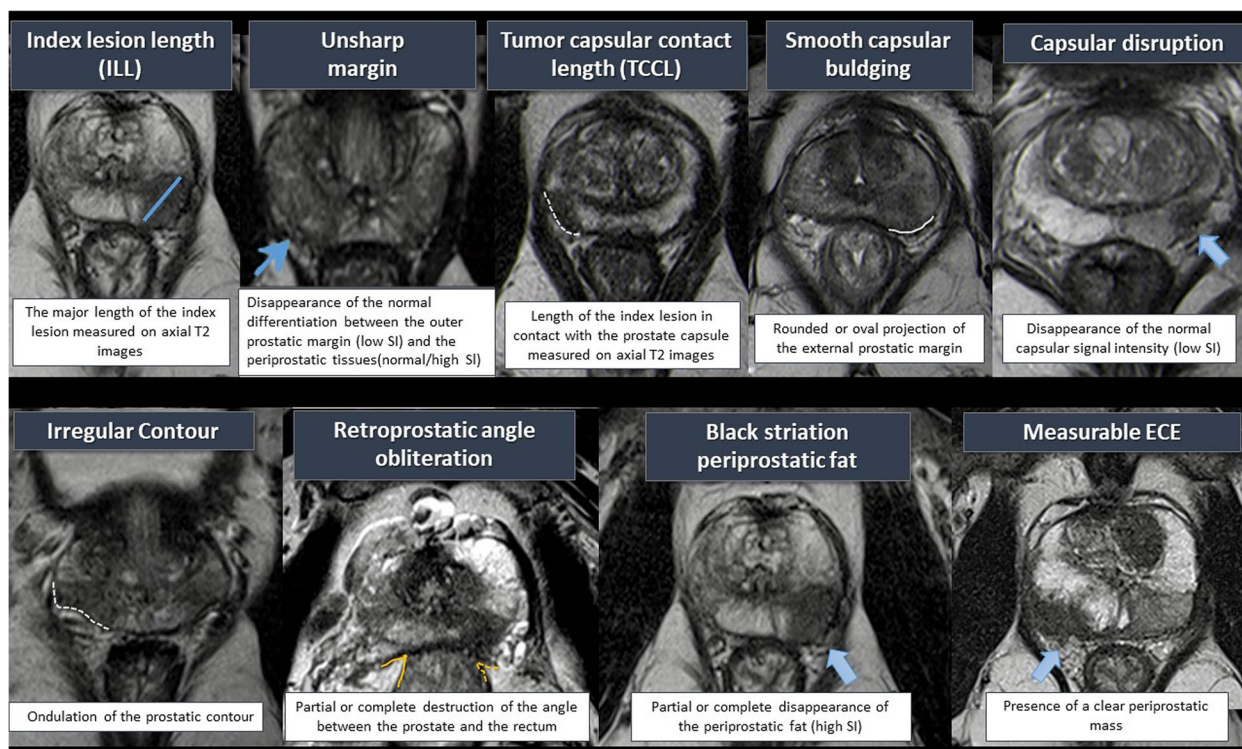 Index lesion length
(ILL)
Unsharp
margin
Tumor capsular contact
length (TCCL)
Smooth capsular
buldging
Capsular disruption
The major length of the index
lesion measured on axial T2
images
Disappearance of the normal
differentiation between the outer
prostatic margin (low SI) and the
periprostatic tissues(normal/high SI)
Length of the index lesion in
contact with the prostate capsule
measured on axial T2 images
Rounded or oval projection of
the external prostatic margin
Disappearance of the normal
capsular signal intensity (low SI)
Irregular Contour
Retroprostatic angle
obliteration
Black striation
periprostatic fat
Measurable ECE
Ondulation of the prostatic contour
Partial or complete destruction of the angle
between the prostate and the rectum
Partial or complete disappearance of
the periprostatic fat (high SI)
Presence of a clear periprostatic
mass